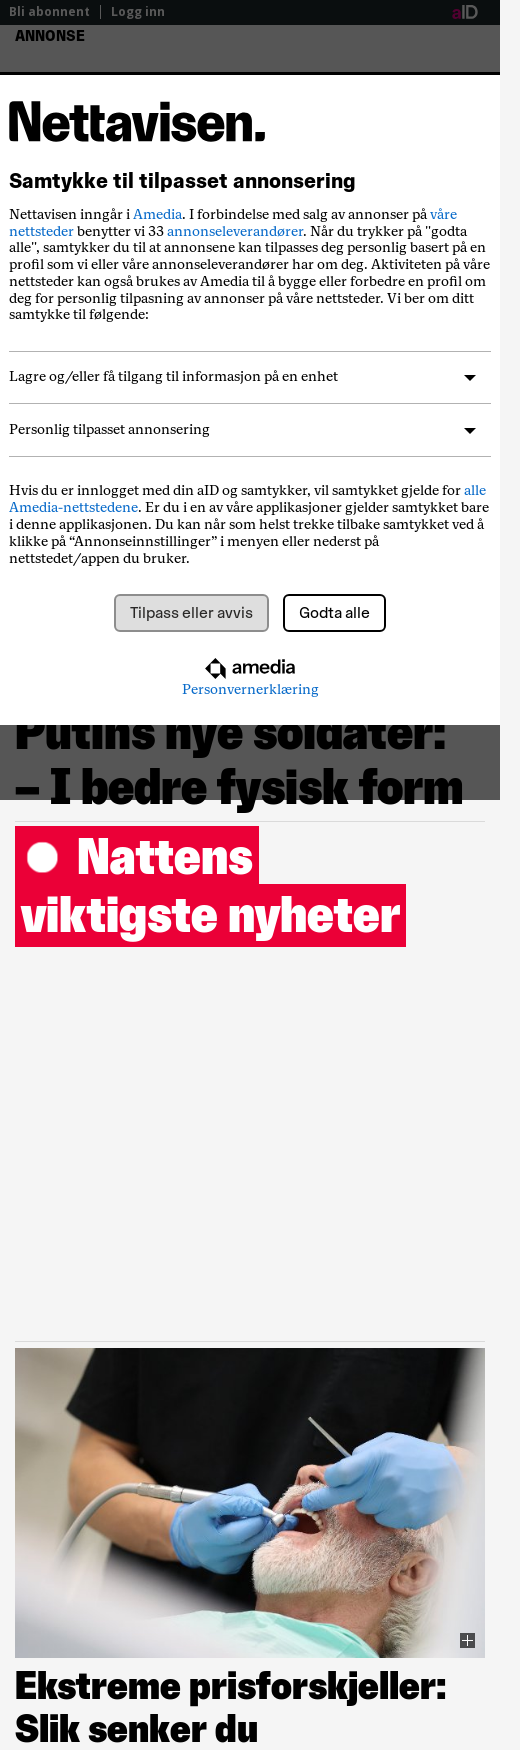 Bli abonnent | Logg inn
aID
ANNONSE
Nettavisen.
Samtykke til tilpasset annonsering
Nettavisen inngår i Amedia. I forbindelse med salg av annonser på våre
nettsteder benytter vi 33 annonseleverandører. Når du trykker på "godta
alle", samtykker du til at annonsene kan tilpasses deg personlig basert på en
profil som vi eller våre annonseleverandører har om deg. Aktiviteten på våre
nettsteder kan også brukes av Amedia til å bygge eller forbedre en profil om
deg for personlig tilpasning av annonser på våre nettsteder. Vi ber om ditt
samtykke til følgende:
Lagre og/eller få tilgang til informasjon på en enhet
Personlig tilpasset annonsering
Hvis du er innlogget med din aID og samtykker, vil samtykket gjelde for alle
Amedia-nettstedene. Er du i en av våre applikasjoner gjelder samtykket bare
i denne applikasjonen. Du kan når som helst trekke tilbake samtykket ved å
klikke på “Annonseinnstillinger” i menyen eller nederst på
nettstedet/appen du bruker.
Tilpass eller avvis
Godta alle
amedia
Personvernerklæring
Putins nye soldater:
– I bedre fysisk form
Nattens
viktigste nyheter
Ekstreme prisforskjeller:
Slik senker du